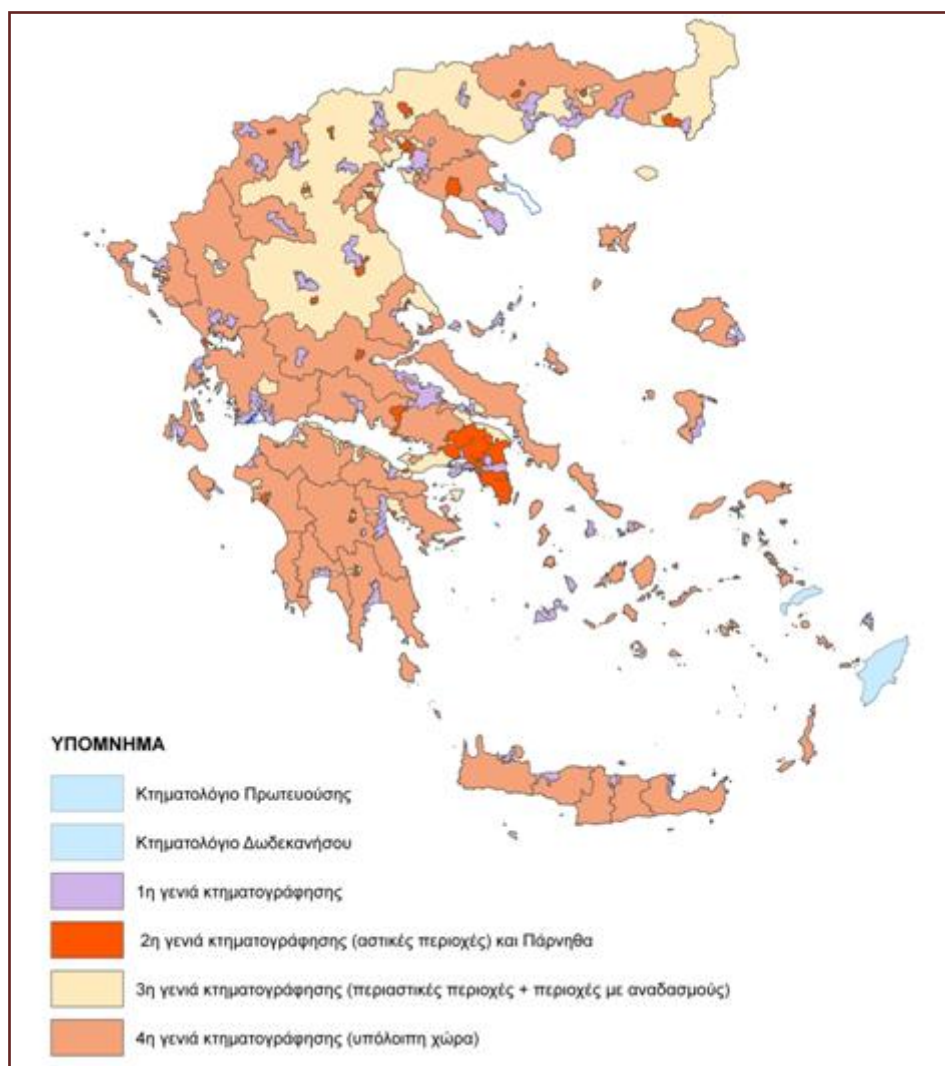 ΥΠΟΜΝΗΜΑ
Κτηματολόγιο Πρωτευούσης
Κτηματολόγιο Δωδεκανήσου
1η γενιά κτηματογράφησης
2η γενιά κτηματογράφησης (αστικές περιοχές) και Πάρνηθα
3η γενιά κτηματογράφησης (περιαστικές περιοχές + περιοχές με αναδασμούς)
4η γενιά κτηματογράφησης (υπόλοιπη χώρα)